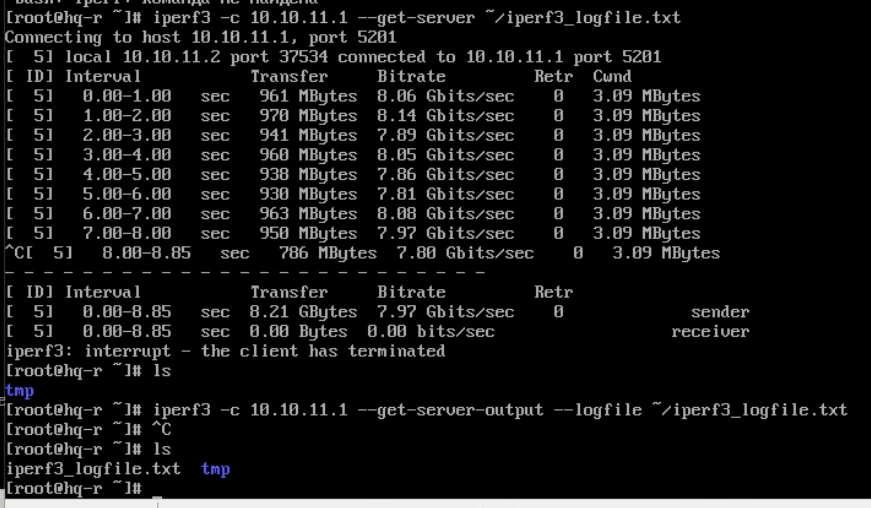 [root@hq-r ~]# iperf3 -c 10.10.11.1 --get-server ~/iperf3_logfile.txt
Connecting to host 10.10.11.1, port 5201
[  5] local 10.10.11.2 port 37534 connected to 10.10.11.1 port 5201
[ ID] Interval           Transfer     Bitrate         Retr  Cwnd
[  5]   0.00-1.00   sec   961 MBytes  8.06 Gbits/sec    0   3.09 MBytes
[  5]   1.00-2.00   sec   970 MBytes  8.14 Gbits/sec    0   3.09 MBytes
[  5]   2.00-3.00   sec   941 MBytes  7.89 Gbits/sec    0   3.09 MBytes
[  5]   3.00-4.00   sec   960 MBytes  8.05 Gbits/sec    0   3.09 MBytes
[  5]   4.00-5.00   sec   938 MBytes  7.86 Gbits/sec    0   3.09 MBytes
[  5]   5.00-6.00   sec   930 MBytes  7.81 Gbits/sec    0   3.09 MBytes
[  5]   6.00-7.00   sec   963 MBytes  8.08 Gbits/sec    0   3.09 MBytes
[  5]   7.00-8.00   sec   950 MBytes  7.97 Gbits/sec    0   3.09 MBytes
^C[  5]   8.00-8.85   sec   786 MBytes  7.80 Gbits/sec    0   3.09 MBytes
- - - - - - - - - - - - - - - - - - - - - - - - -
[ ID] Interval           Transfer     Bitrate         Retr
[  5]   0.00-8.85   sec  8.21 GBytes  7.97 Gbits/sec    0             sender
[  5]   0.00-8.85   sec  0.00 Bytes  0.00 bits/sec                  receiver
iperf3: interrupt - the client has terminated
[root@hq-r ~]# ls
tmp
[root@hq-r ~]# iperf3 -c 10.10.11.1 --get-server-output --logfile ~/iperf3_logfile.txt
[root@hq-r ~]# ^C
[root@hq-r ~]# ls
iperf3_logfile.txt  tmp
[root@hq-r ~]#